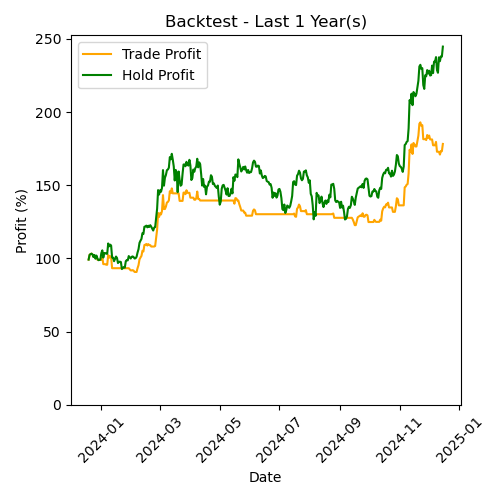 Backtest - Last 1 Year(s)
Trade Profit
Hold Profit
Profit (%)
250
200
150
100
50
0
2024-01
2024-03
2024-05
2024-07
2024-09
2024-11
2025-01
Date